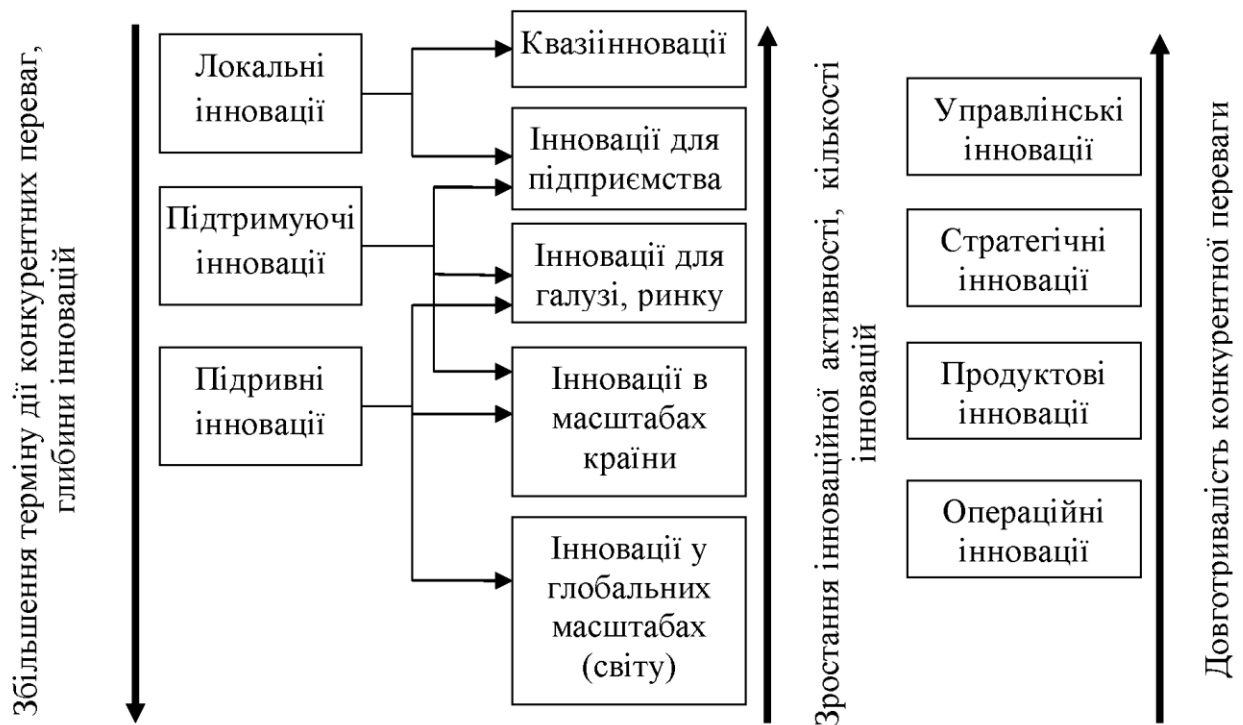 Збільшення терміну дії конкурентних переваг,
глибини інновацій
Локальні
інновації
Підтримуючі
інновації
Підривні
інновації
Квазіінновації
Інновації для
підприємства
Інновації для
галузі, ринку
Інновації в
масштабах
країни
Інновації у
глобальних
масштабах
(світу)
Зростання інноваційної активності, кількості
інновацій
Управлінські
інновації
Стратегічні
інновації
Продуктові
інновації
Операційні
інновації
Довготривалість конкурентної переваги